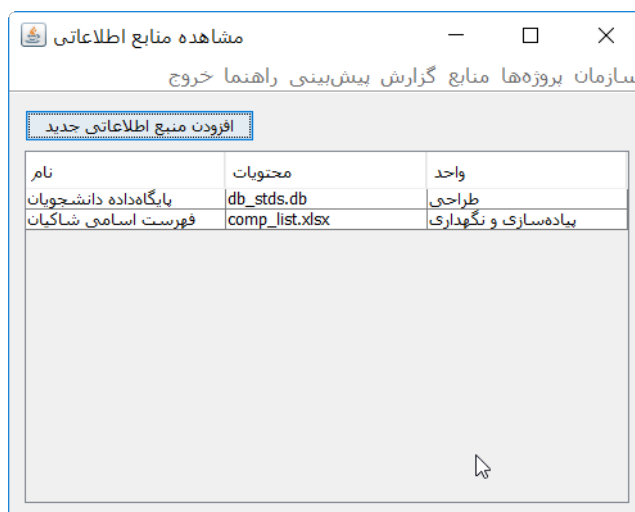 مشاهده منابع اطلاعاتی
سازمان پروژه‌ها منابع گزارش پیش‌بینی راهنما خروج
افزودن منبع اطلاعاتی جدید
نام محتویات واحد
پایگاه‌داده دانشجویان db_stds.db طراحی
فهرست اسامی شاکیان comp_list.xlsx پیاده‌سازی و نگهداری